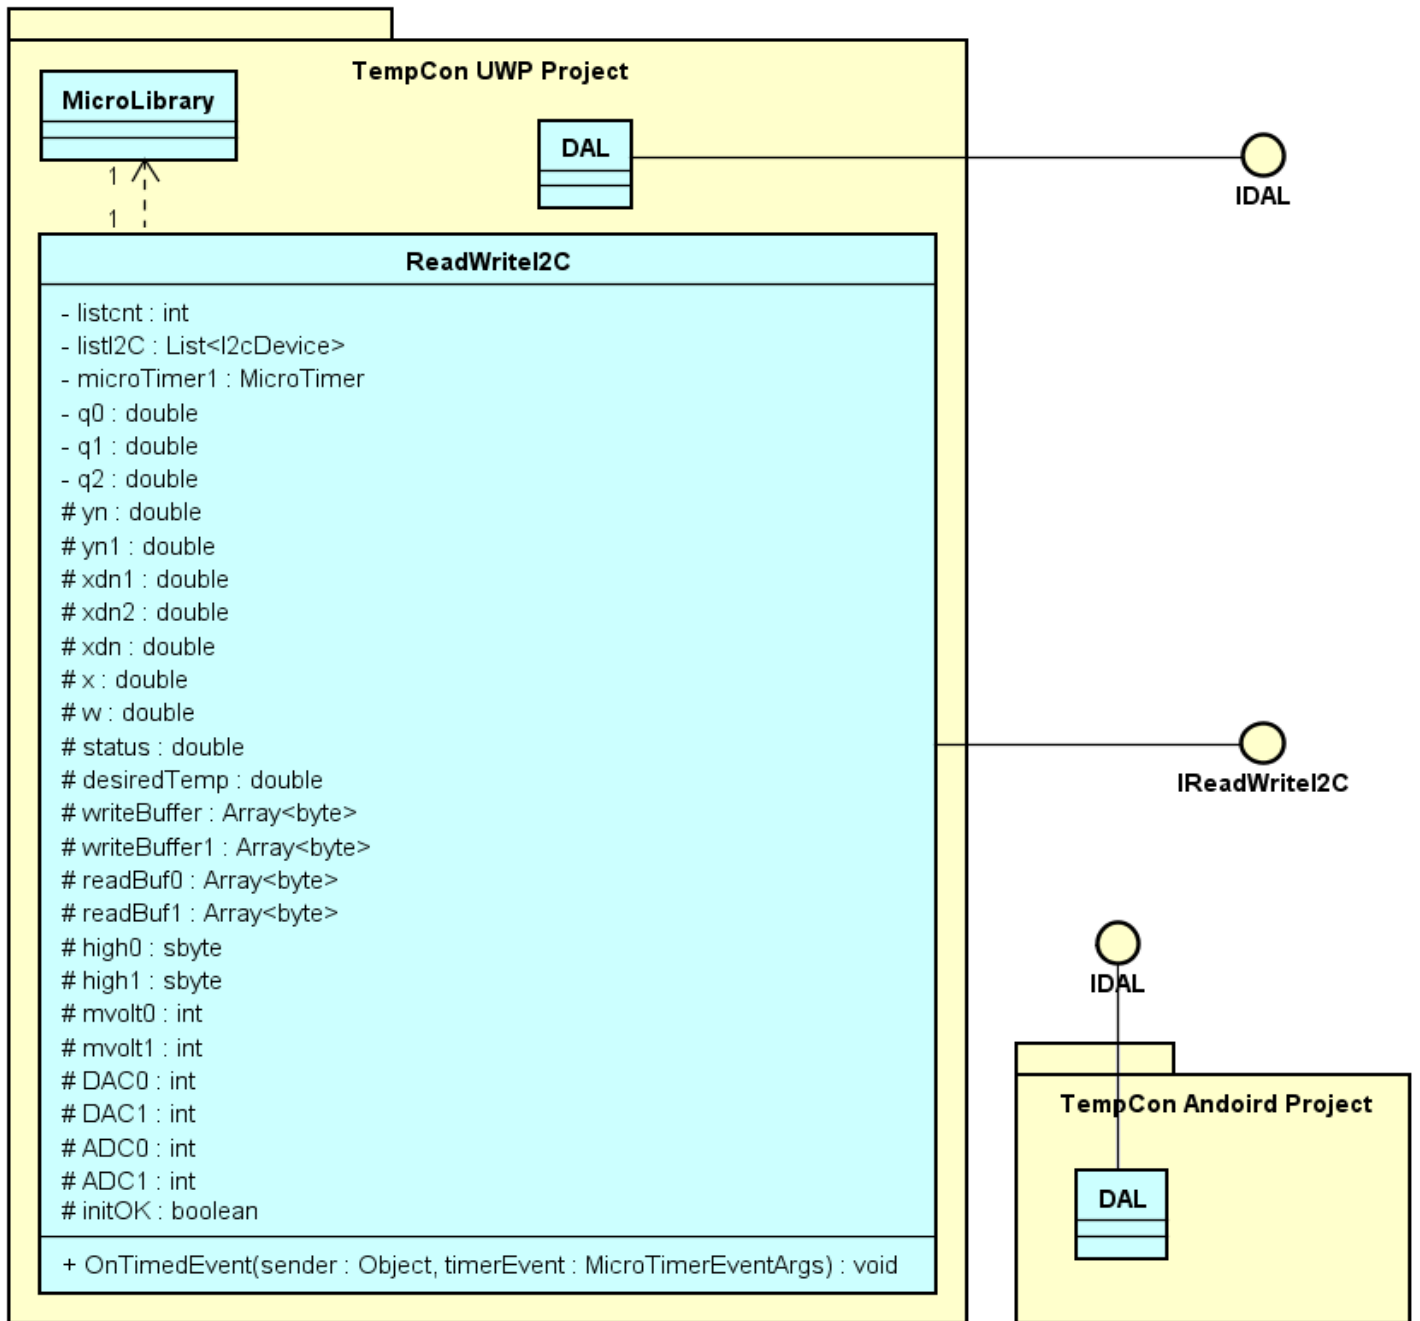 TempCon UWP Project
MicroLibrary
DAL
IDAL
1
1
ReadWriteI2C
- listcnt : int
- listI2C : List<I2cDevice>
- microTimer1 : MicroTimer
- q0 : double
- q1 : double
- q2 : double
# yn : double
# yn1 : double
# xdn1 : double
# xdn2 : double
# xdn : double
# x : double
# w : double
# status : double
# desiredTemp : double
# writeBuffer : Array<byte>
# writeBuffer1 : Array<byte>
# readBuf0 : Array<byte>
# readBuf1 : Array<byte>
# high0 : sbyte
# high1 : sbyte
# mvolt0 : int
# mvolt1 : int
# DAC0 : int
# DAC1 : int
# ADC0 : int
# ADC1 : int
# initOK : boolean
+ OnTimedEvent(sender : Object, timerEvent : MicroTimerEventArgs) : void
IReadWriteI2C
IDAL
TempCon Andoird Project
DAL